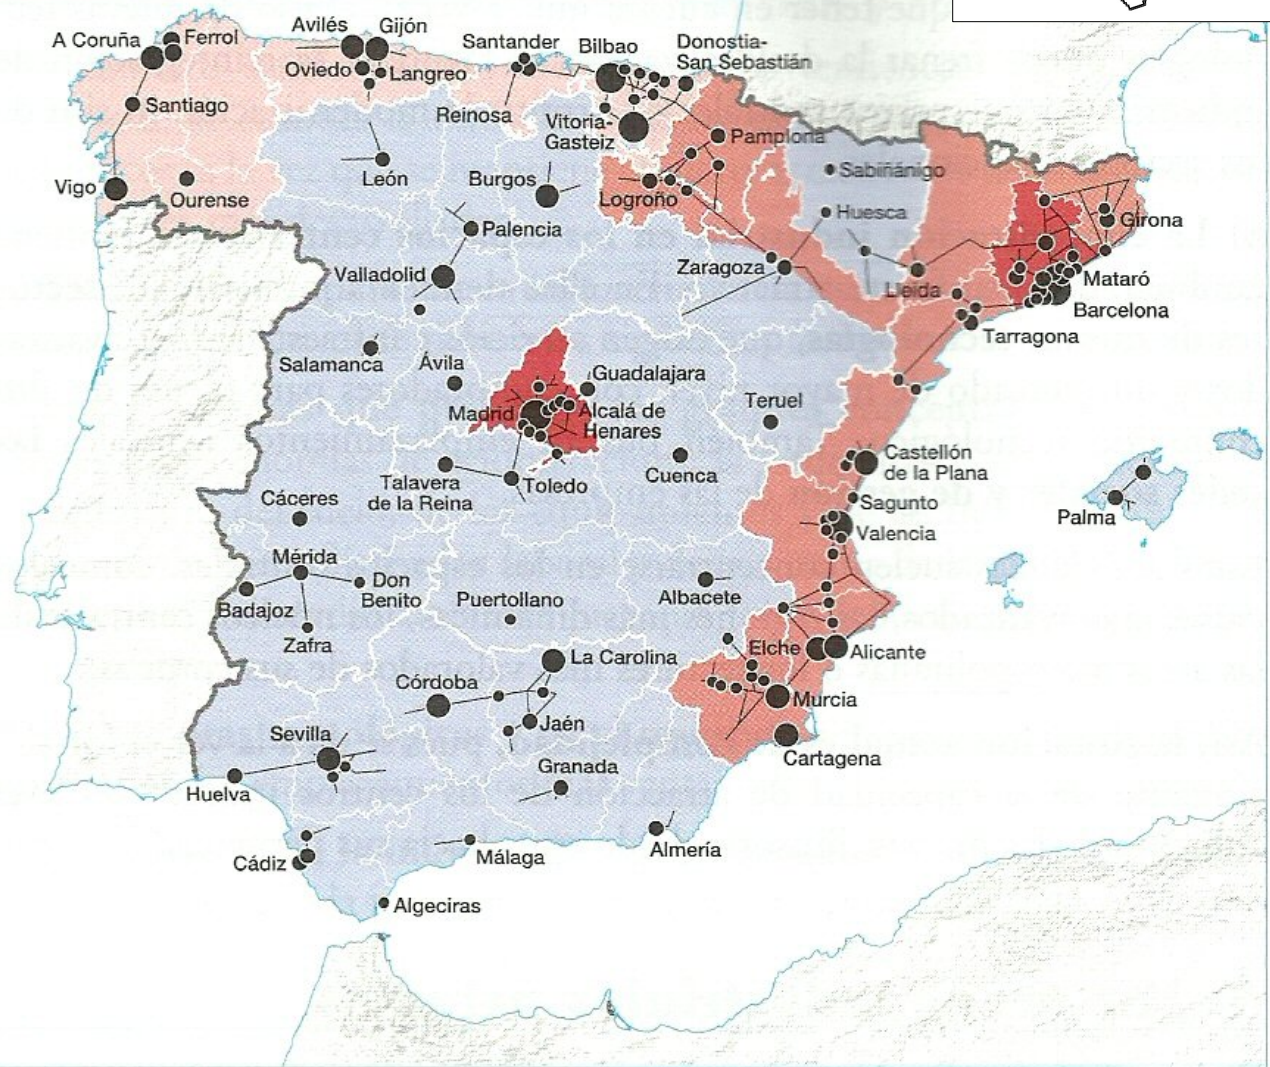 Avilés
Gijón
A Coruña
Ferrol
Santander
Bilbao
Donostia-
San Sebastián
Oviedo
Langreo
Santiago
Reinosa
Vitoria-
Gasteiz
Pamplona
Sabiñánigo
León
Burgos
Vigo
Ourense
Logroño
Huesca
Girona
Palencia
Zaragoza
Valladolid
Lleida
Mataró
Barcelona
Tarragona
Salamanca
Ávila
Guadalajara
Madrid
Alcalá de
Henares
Teruel
Castellón
de la Plana
Cuenca
Talavera
de la Reina
Toledo
Cáceres
Sagunto
Palma
Valencia
Mérida
Don
Benito
Badajoz
Puertollano
Albacete
Zafra
Elche
Alicante
La Carolina
Córdoba
Murcia
Jaén
Sevilla
Cartagena
Granada
Huelva
Almería
Málaga
Cádiz
Algeciras